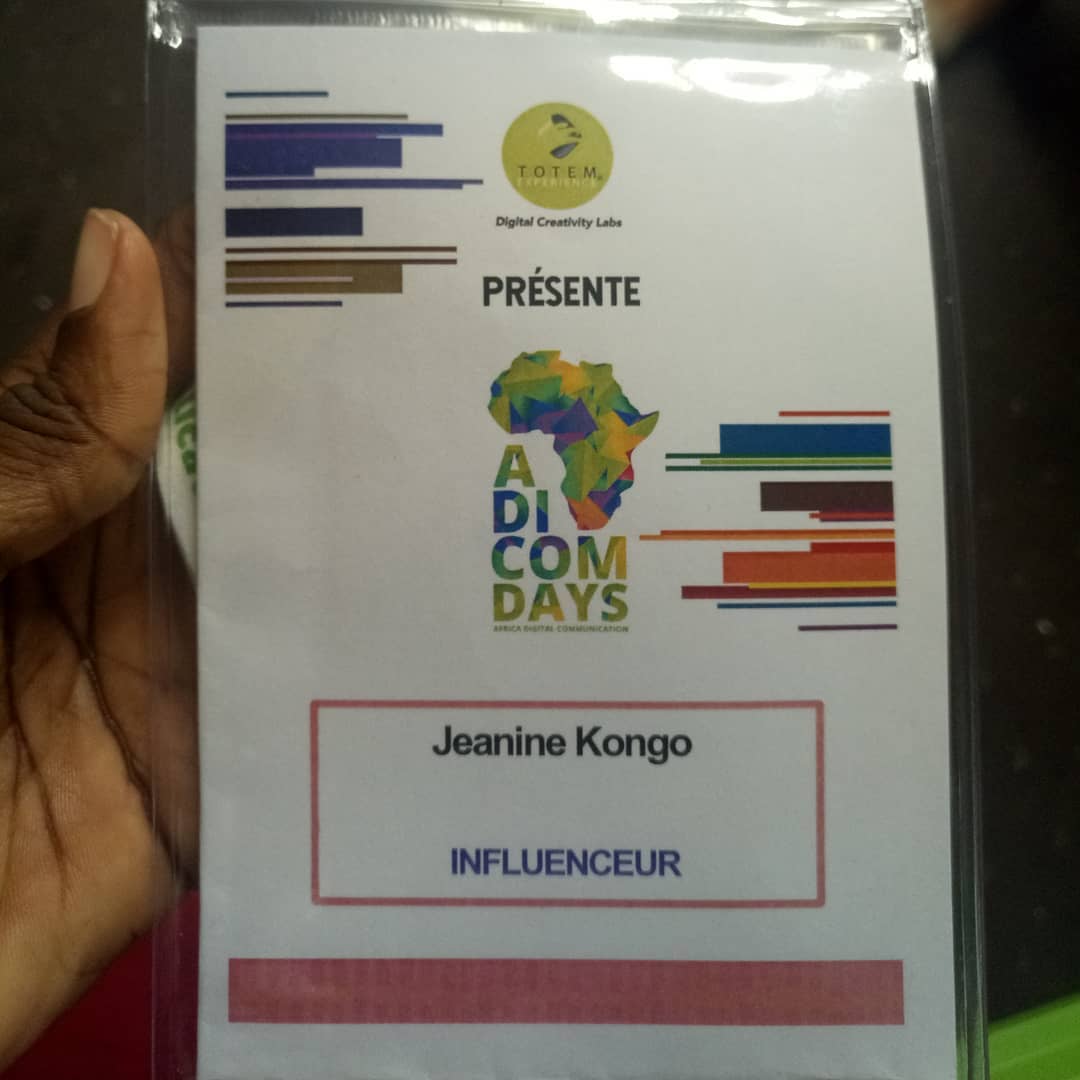 TOTEM
EXPERIENCE
Digital Creativity Labs
PRÉSENTE
A
DI
COM
DAYS
AFRICA DIGITAL COMMUNICATION
Jeanine Kongo
INFLUENCEUR